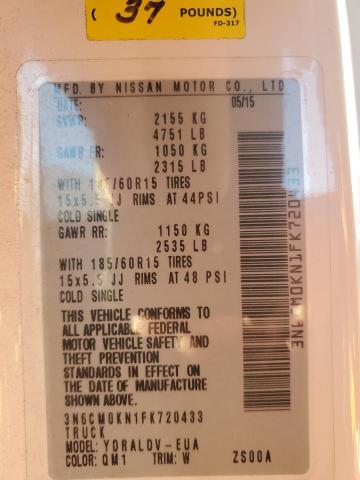 ( 37 POUNDS)
FD-317
MFD. BY NISSAN MOTOR CO., LTD.
DATE: 05/15
GVWR: 2155 KG
4751 LB
GAWR FR: 1050 KG
2315 LB
WITH 185/60R15 TIRES
15x5.5 JJ RIMS AT 44PSI
COLD SINGLE
GAWR RR: 1150 KG
2535 LB
WITH 185/60R15 TIRES
15x5.5 JJ RIMS AT 48 PSI
COLD SINGLE
THIS VEHICLE CONFORMS TO
ALL APPLICABLE FEDERAL
MOTOR VEHICLE SAFETY AND
THEFT PREVENTION
STANDARDS IN EFFECT ON
THE DATE OF MANUFACTURE
SHOWN ABOVE.
3N6CM0KN1FK720433
TRUCK
MODEL: YDRALDV-EUA
COLOR: QM1 TRIM: W ZS00A
3N6CM0KN1FK720433